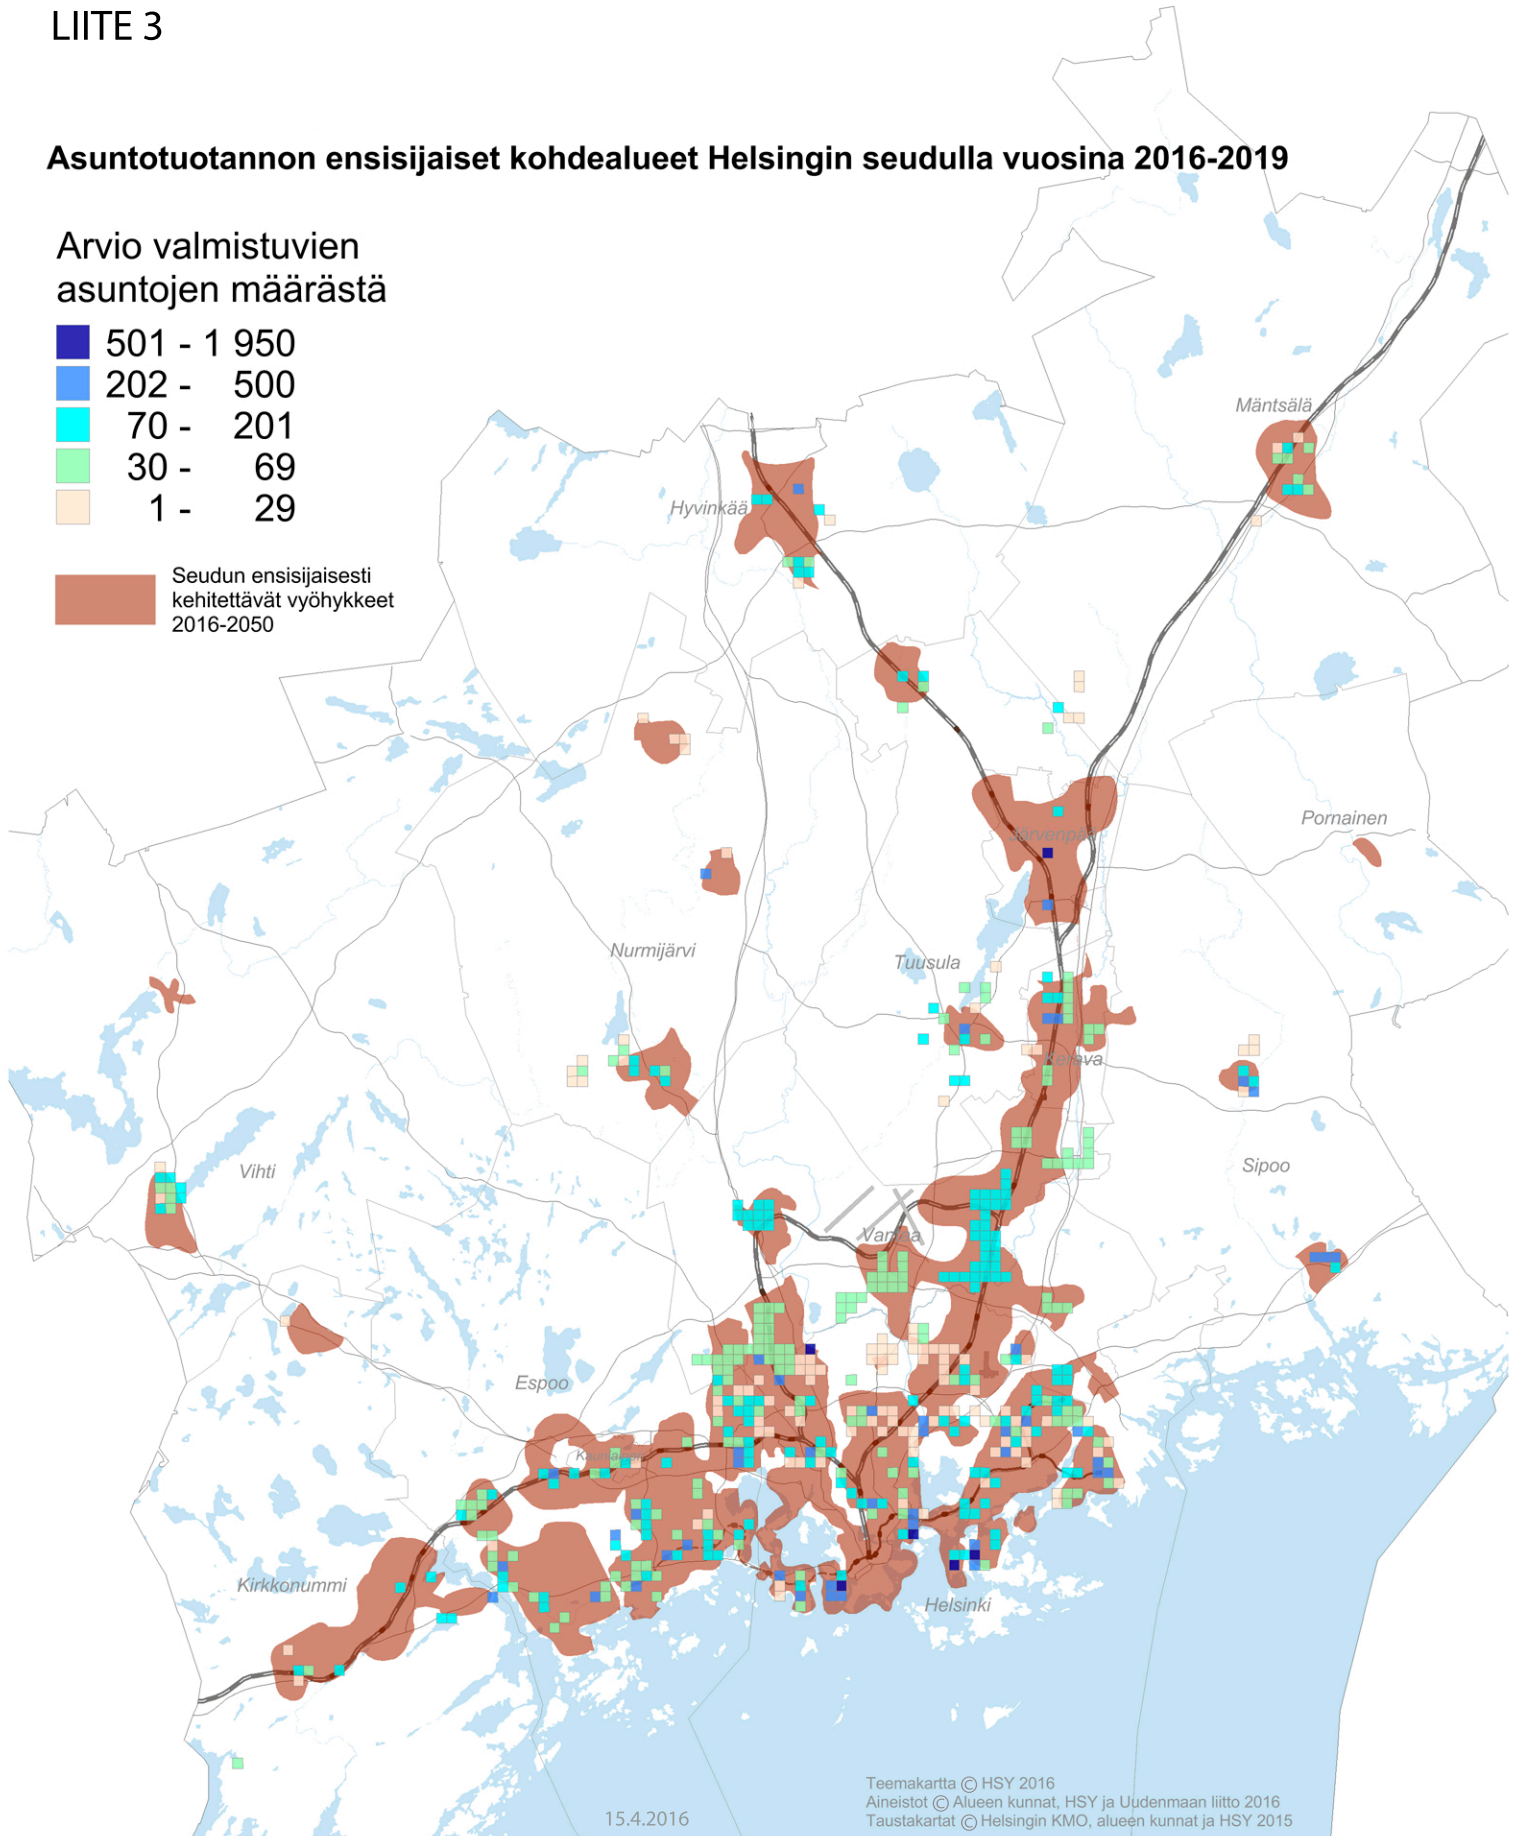 LIITE 3
Asuntotuotannon ensisijaiset kohdealueet Helsingin seudulla vuosina 2016-2019
Arvio valmistuvien
asuntojen määrästä
501 - 1 950
202 - 500
70 - 201
30 - 69
1 - 29
Seudun ensisijaisesti
kehitettävät vyöhykkeet
2016-2050
Mäntsälä
Hyvinkää
Pornainen
Järvenpää
Nurmijärvi
Tuusula
Kerava
Vihti
Sipoo
Vantaa
Espoo
Kauniainen
Kirkkonummi
Helsinki
Teemakartta © HSY 2016
Aineistot © Alueen kunnat, HSY ja Uudenmaan liitto 2016
Taustakartat © Helsingin KMO, alueen kunnat ja HSY 2015
15.4.2016